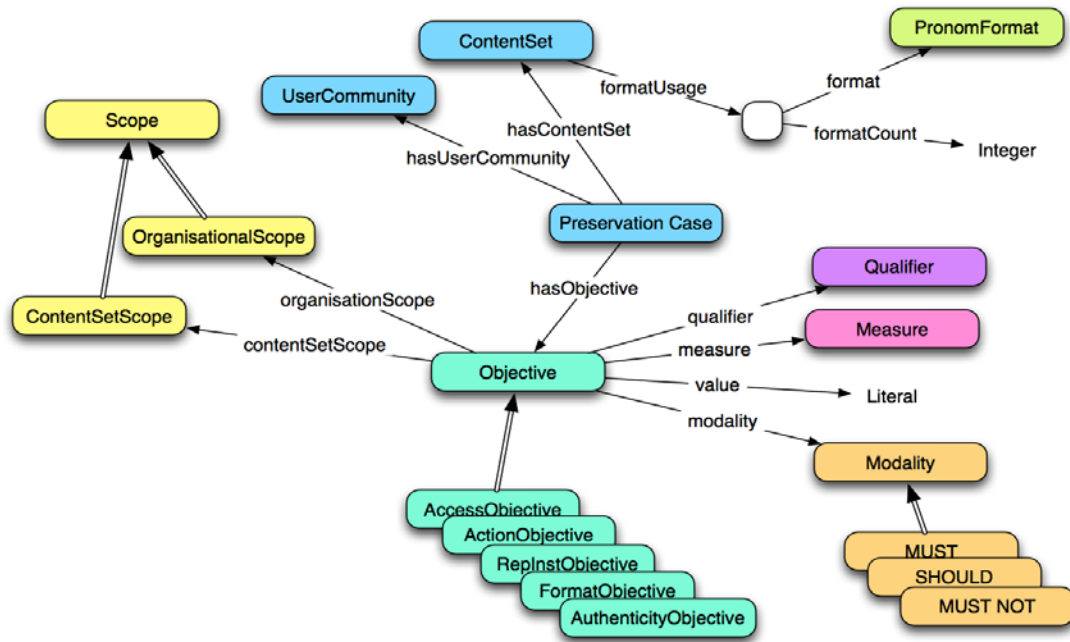 PronomFormat
ContentSet
format
formatUsage
UserCommunity
Scope
hasContentSet
formatCount
Integer
hasUserCommunity
Preservation Case
OrganisationalScope
Qualifier
hasObjective
organisationScope
ContentSetScope
qualifier
Measure
contentSetScope
measure
Objective
value
Literal
modality
Modality
AccessObjective
ActionObjective
MUST
RepInstObjective
SHOULD
FormatObjective
MUST NOT
AuthenticityObjective